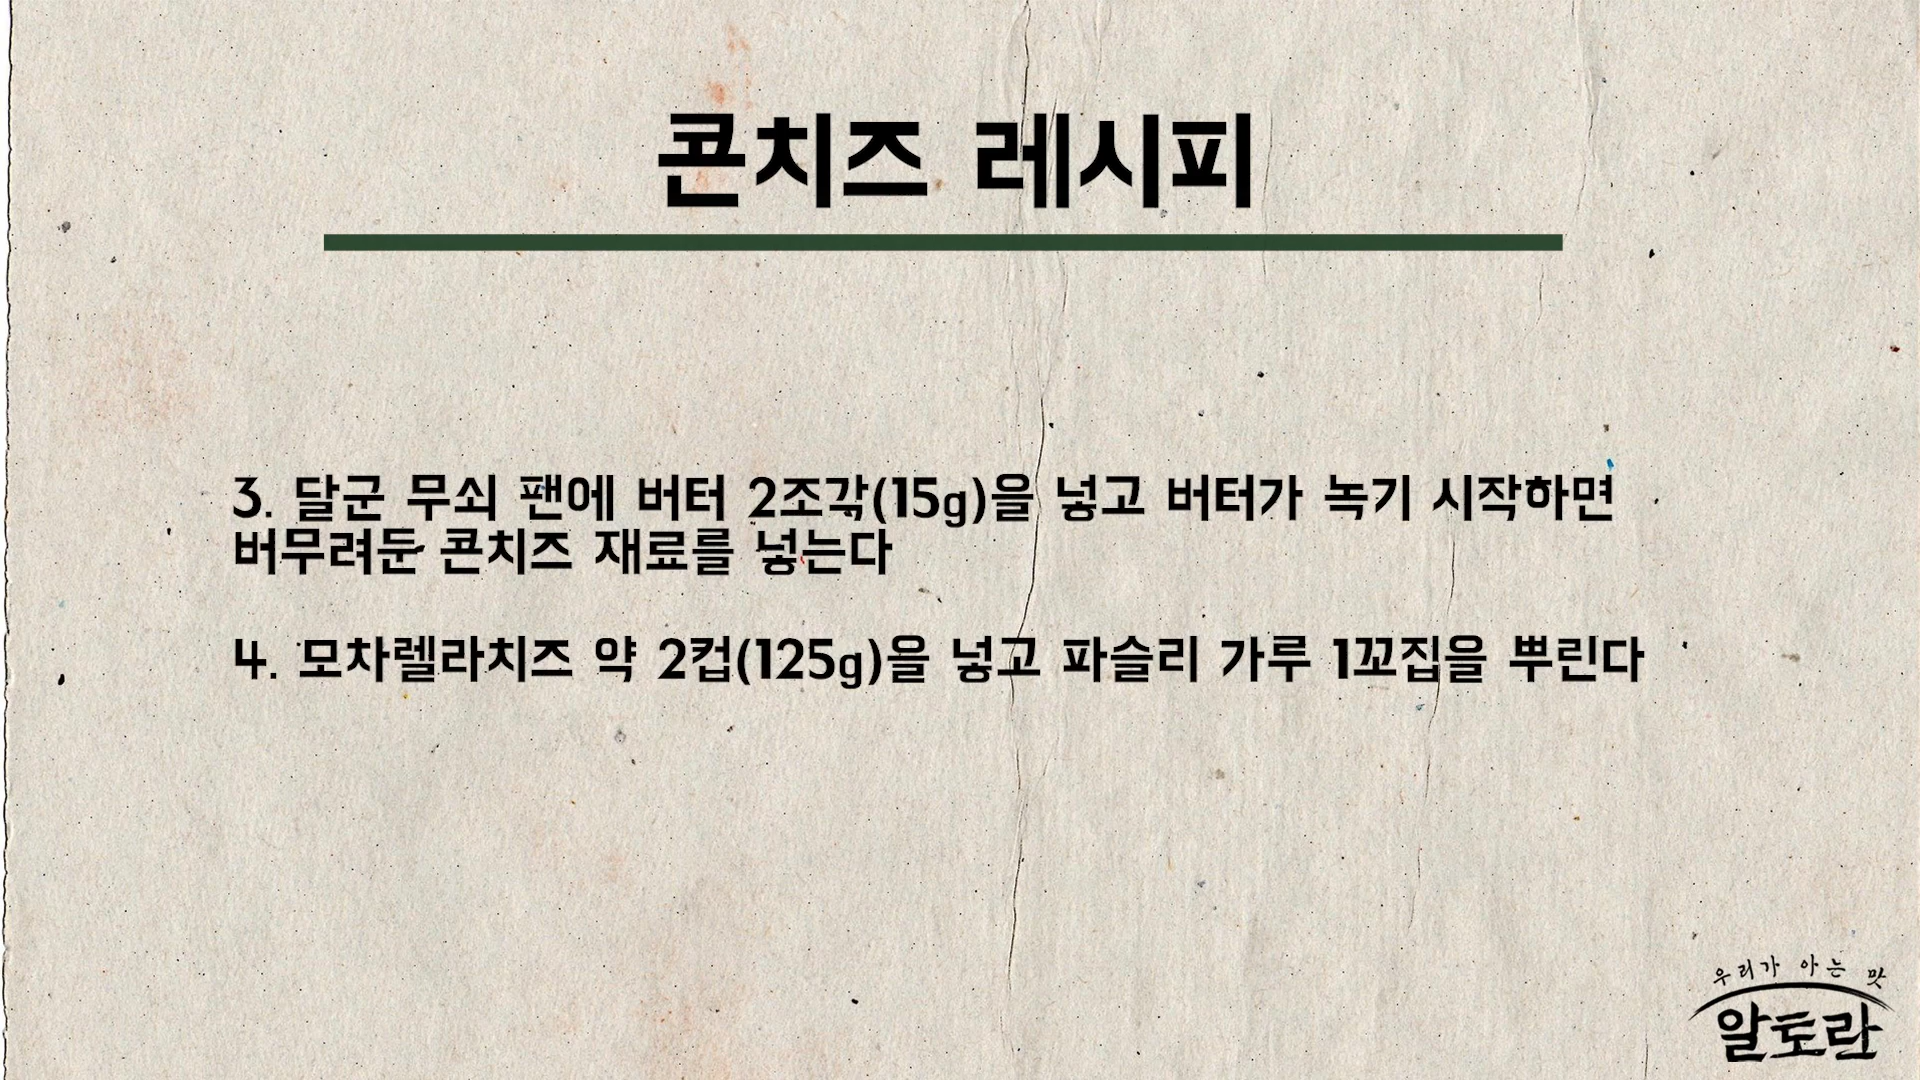 콘치즈 레시피
3. 달군 무쇠 팬에 버터 2조각(15g)을 넣고 버터가 녹기 시작하면
버무려둔 콘치즈 재료를 넣는다
4. 모차렐라치즈 약 2컵(125g)을 넣고 파슬리 가루 1꼬집을 뿌린다
우리가 아는 맛
알토란